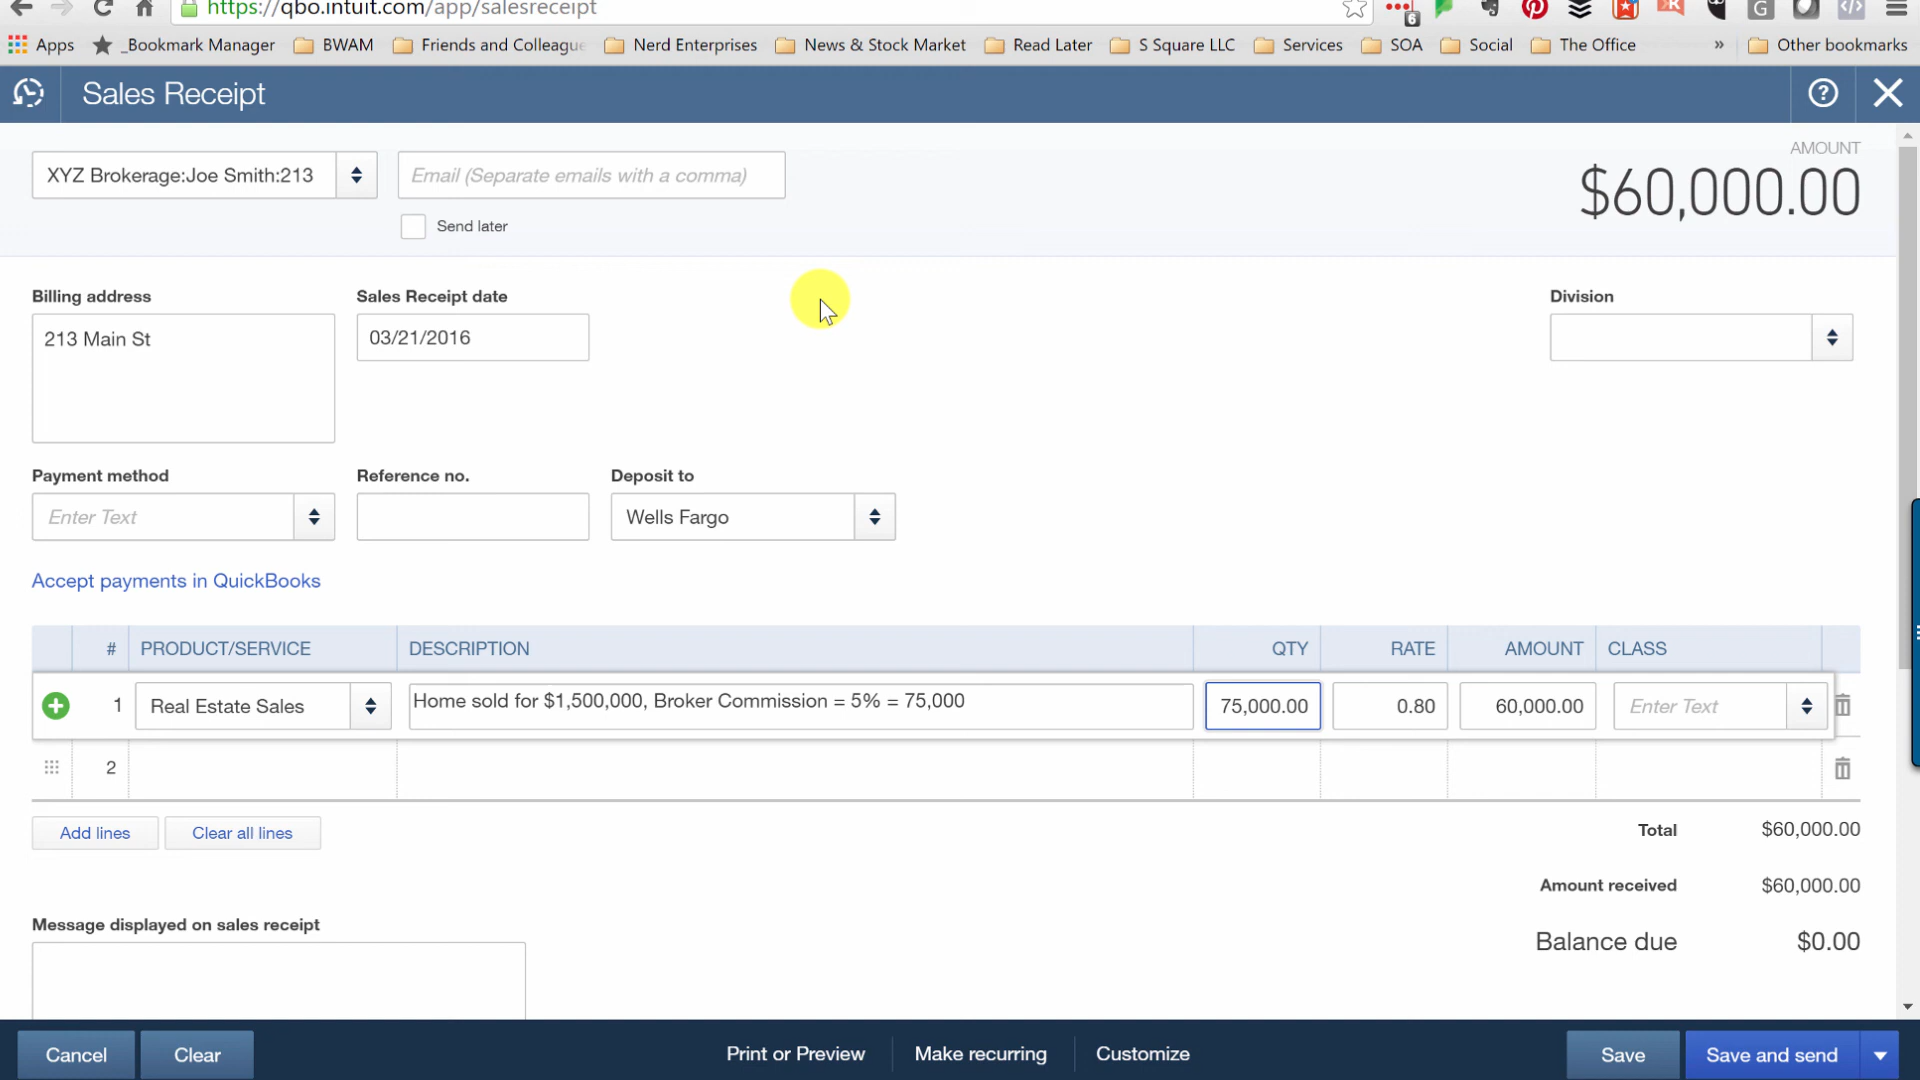 https://qbo.intuit.com/app/salesreceipt
6
Apps _Bookmark Manager BWAM Friends and Colleagu Nerd Enterprises News & Stock Market Read Later S Square LLC Services SOA Social The Office » Other bookmarks
Sales Receipt
AMOUNT
XYZ Brokerage:Joe Smith:213 Email (Separate emails with a comma) $60,000.00
Send later
Billing address Sales Receipt date Division
213 Main St 03/21/2016
Payment method Reference no. Deposit to
Enter Text Wells Fargo
Accept payments in QuickBooks
# PRODUCT/SERVICE DESCRIPTION QTY RATE AMOUNT CLASS
1 Real Estate Sales Home sold for $1,500,000, Broker Commission = 5% = 75,000 75,000.00 0.80 60,000.00 Enter Text
2
Add lines Clear all lines Total $60,000.00
Amount received $60,000.00
Message displayed on sales receipt
Balance due $0.00
Cancel Clear Print or Preview Make recurring Customize Save Save and send